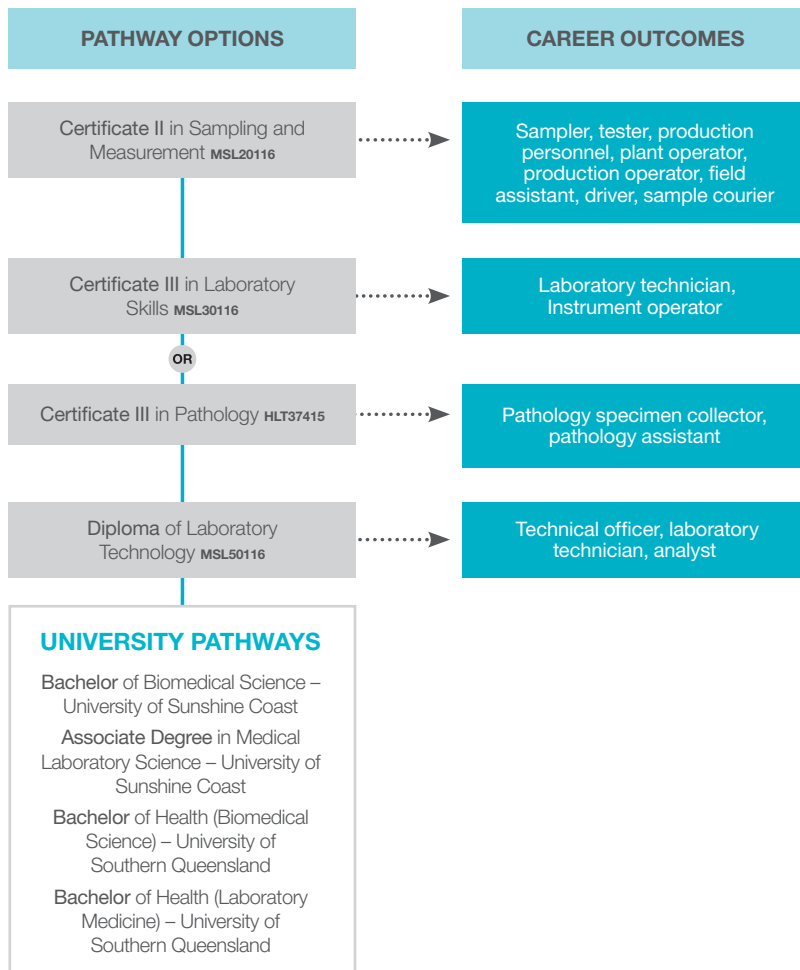 PATHWAY OPTIONS
CAREER OUTCOMES
Certificate II in Sampling and
Measurement MSL20116
Sampler, tester, production
personnel, plant operator,
production operator, field
assistant, driver, sample courier
Certificate III in Laboratory
Skills MSL30116
Laboratory technician,
Instrument operator
OR
Certificate III in Pathology HLT37415
Pathology specimen collector,
pathology assistant
Diploma of Laboratory
Technology MSL50116
Technical officer, laboratory
technician, analyst
UNIVERSITY PATHWAYS
Bachelor of Biomedical Science –
University of Sunshine Coast
Associate Degree in Medical
Laboratory Science – University of
Sunshine Coast
Bachelor of Health (Biomedical
Science) – University of
Southern Queensland
Bachelor of Health (Laboratory
Medicine) – University of
Southern Queensland